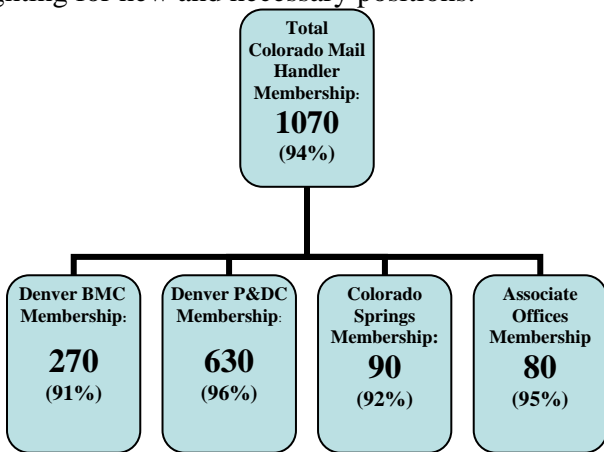 ghting for new and necessary positions.
Total
Colorado Mail
Handler
Membership:
1070
(94%)
Denver BMC
Membership:
270
(91%)
Denver P&DC
Membership:
630
(96%)
Colorado
Springs
Membership:
90
(92%)
Associate
Offices
Membership
80
(95%)